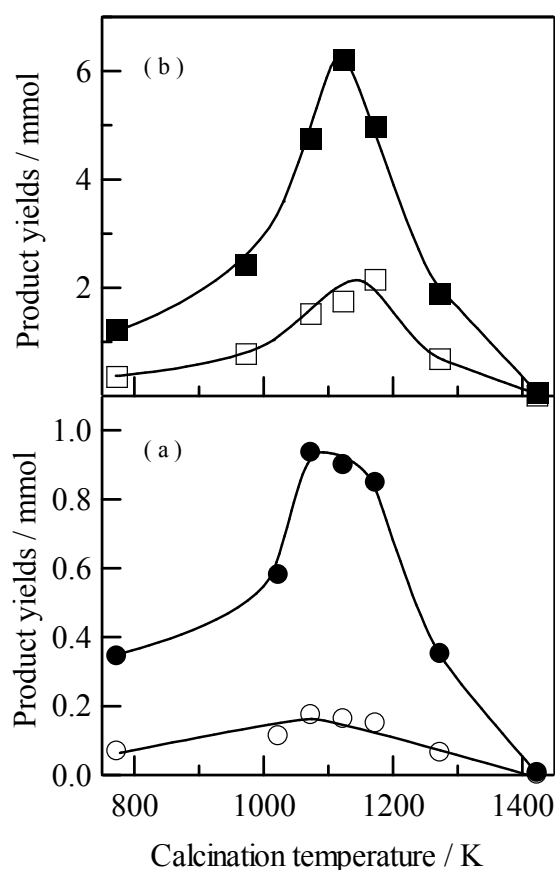 ( b )
6
4
2
Product yields / mmol
( a )
1.0
0.8
0.6
0.4
0.2
0.0
Product yields / mmol
800 1000 1200 1400
Calcination temperature / K